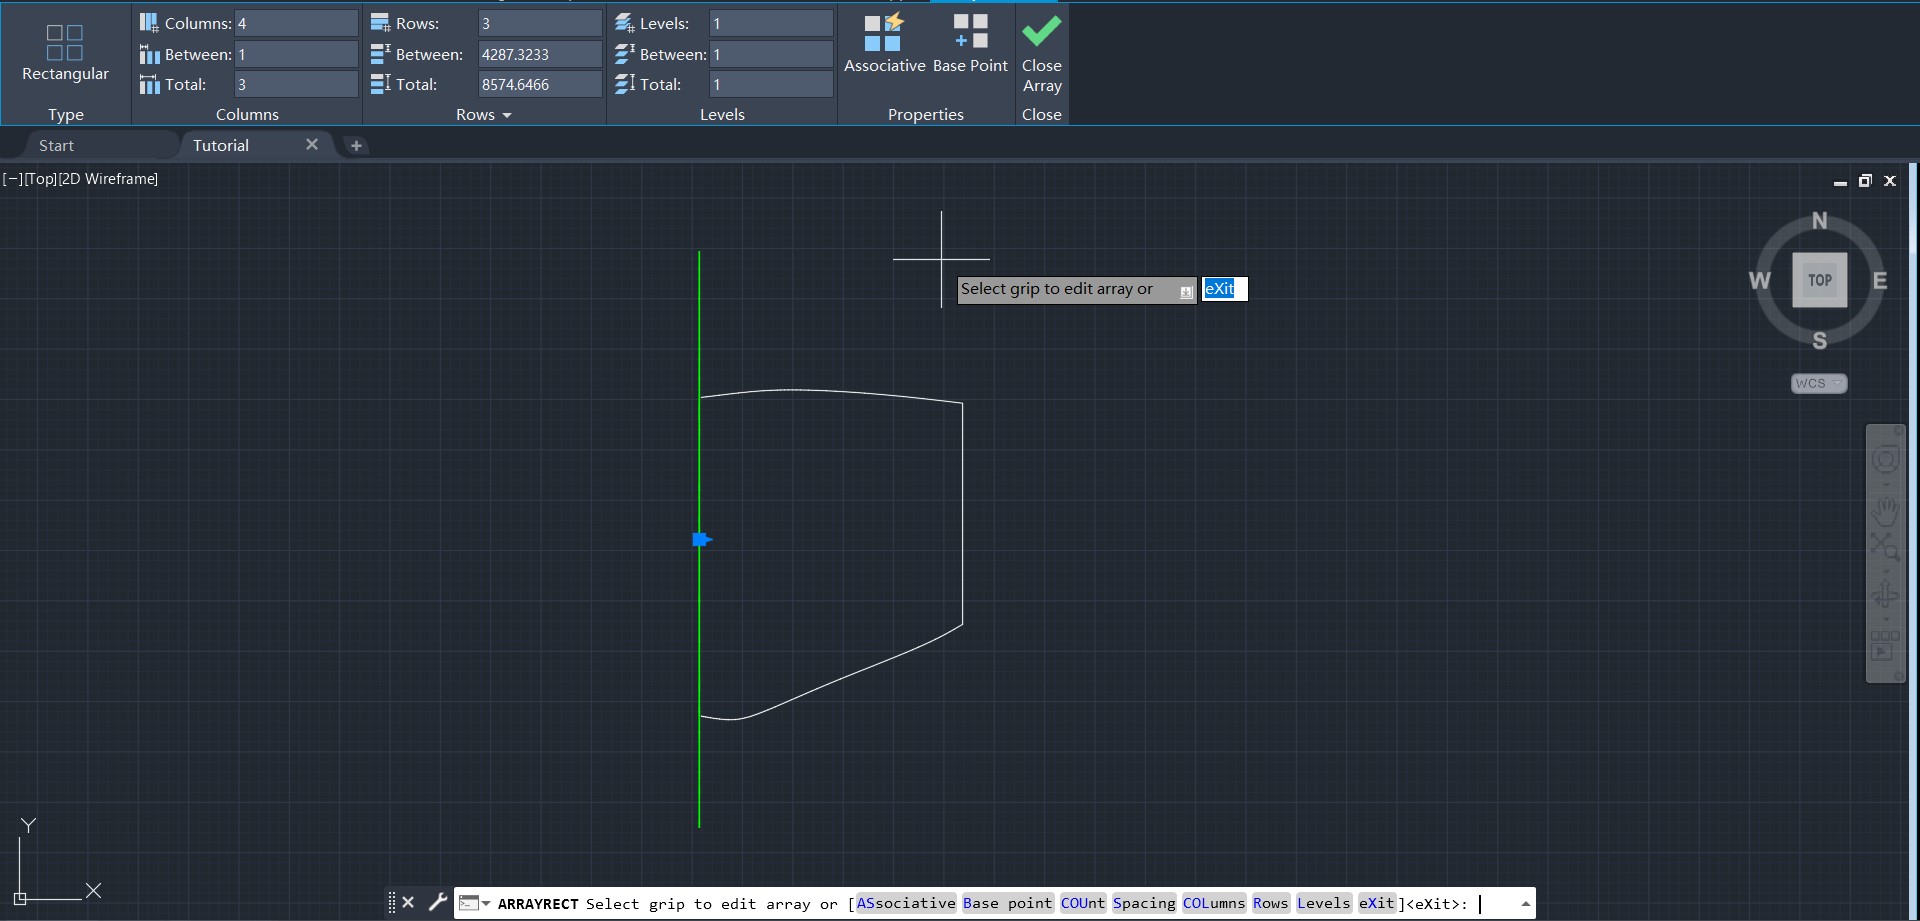 Columns: 4
Rows: 3
Levels: 1
Between: 1
Between: 4287.3233
Between: 1
Rectangular
Associative
Base Point
Close Array
Total: 3
Total: 8574.6466
Total: 1
Type
Columns
Rows
Levels
Properties
Close
Start
Tutorial
[−][Top][2D Wireframe]
N
W
TOP
E
S
WCS
Select grip to edit array or
eXit
Y
X
ARRAYRECT Select grip to edit array or [ASsociative Base point COUnt Spacing COLumns Rows Levels eXit]<eXit>: